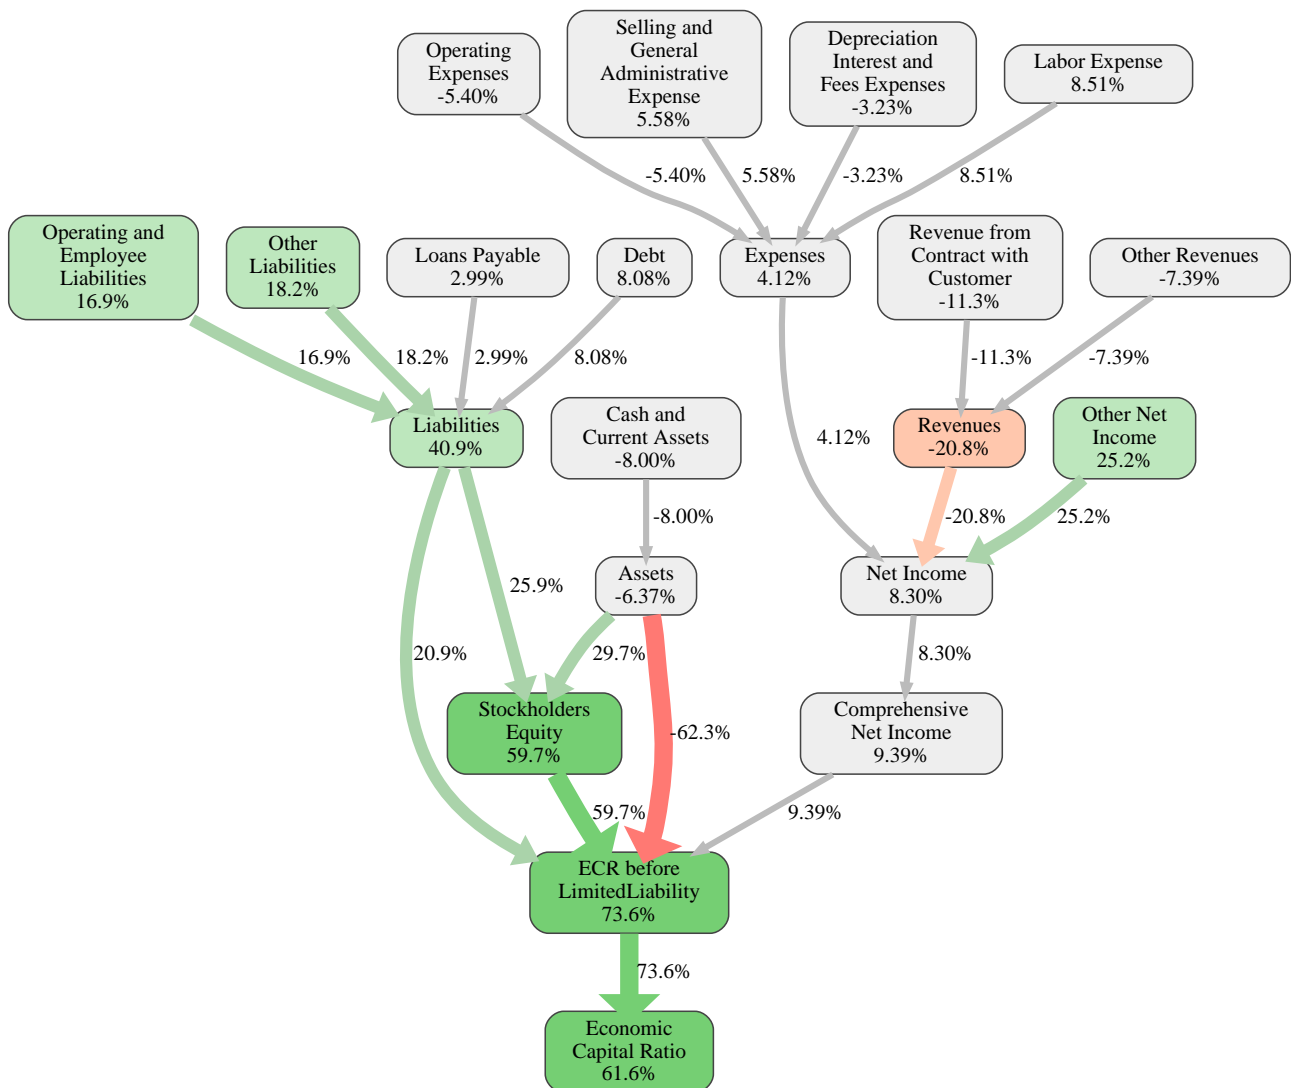 Operating
Expenses
-5.40%
Selling and
General
Administrative
Expense
5.58%
Depreciation
Interest and
Fees Expenses
-3.23%
Labor Expense
8.51%
-5.40%
5.58%
-3.23%
8.51%
Operating and
Employee
Liabilities
16.9%
Other
Liabilities
18.2%
Loans Payable
2.99%
Debt
8.08%
Expenses
4.12%
Revenue from
Contract with
Customer
-11.3%
Other Revenues
-7.39%
16.9%
18.2%
2.99%
8.08%
-11.3%
-7.39%
Liabilities
40.9%
Cash and
Current Assets
-8.00%
4.12%
Revenues
-20.8%
Other Net
Income
25.2%
-8.00%
-20.8%
25.2%
25.9%
Assets
-6.37%
Net Income
8.30%
20.9%
29.7%
8.30%
Stockholders
Equity
59.7%
-62.3%
Comprehensive
Net Income
9.39%
59.7%
9.39%
ECR before
LimitedLiability
73.6%
73.6%
Economic
Capital Ratio
61.6%